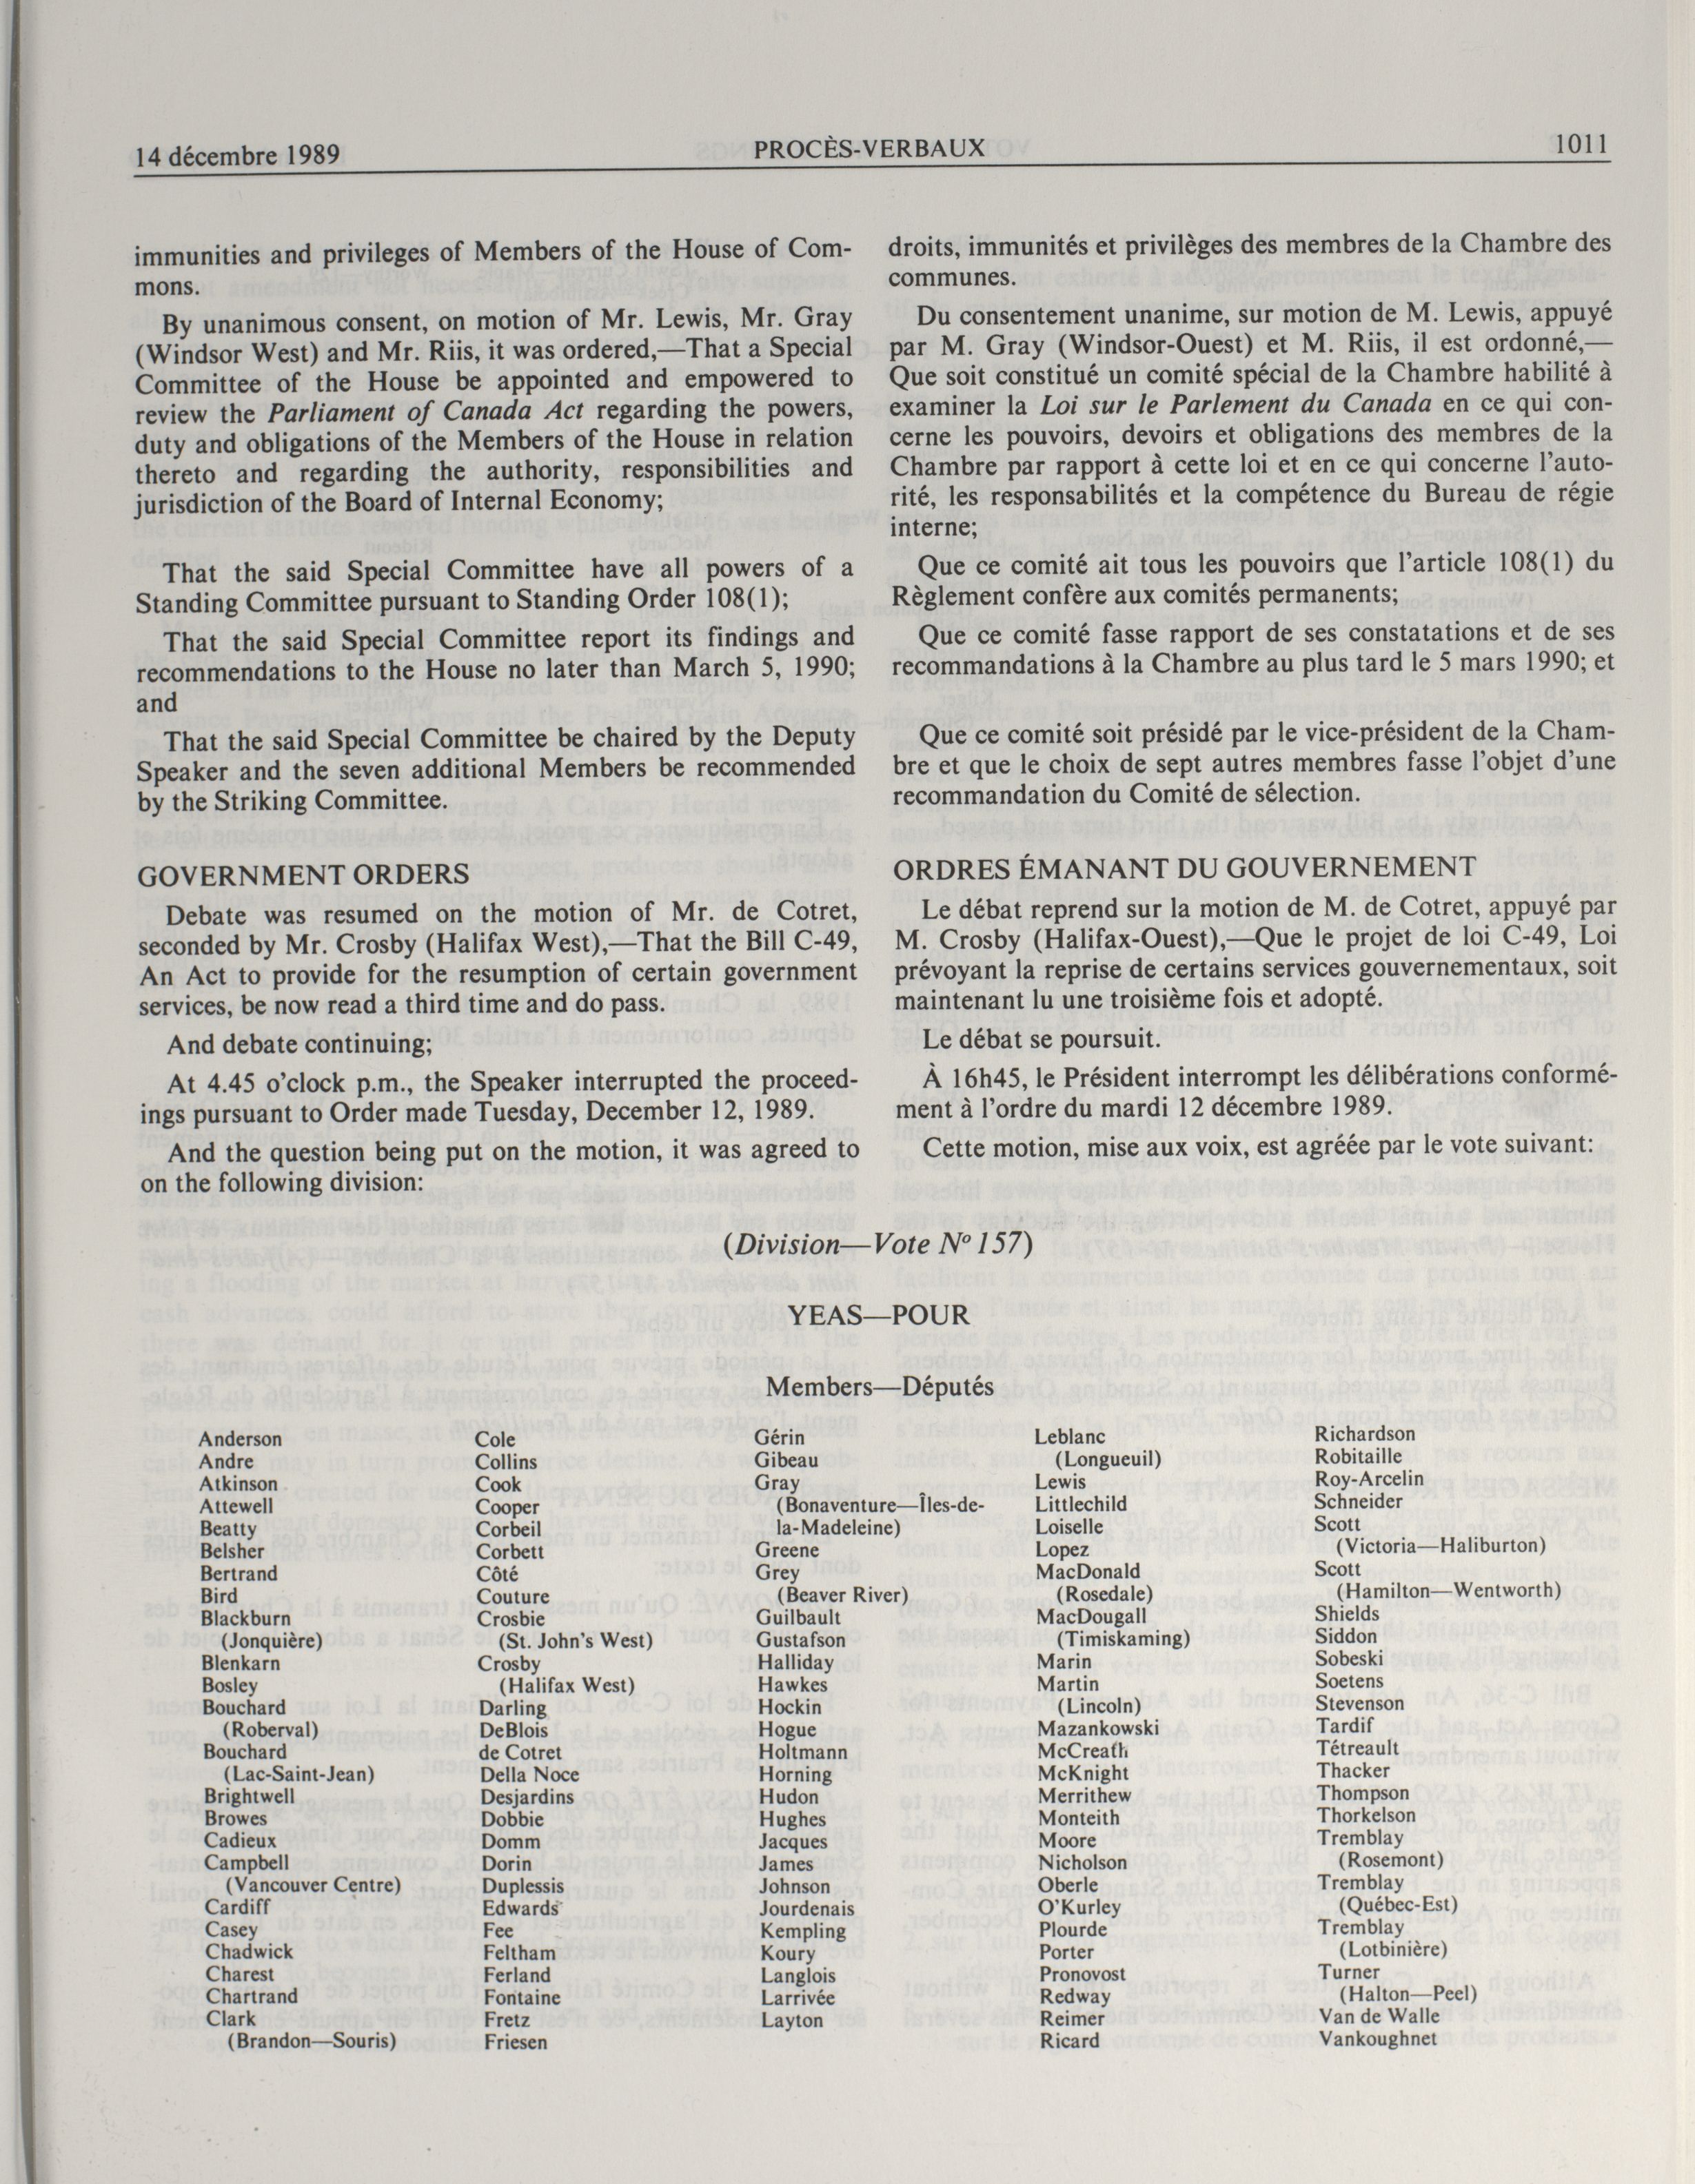 14 décembre 1989
PROCÈS-VERBAUX
1011
immunities and privileges of Members of the House of Com-
mons.
By unanimous consent, on motion of Mr. Lewis, Mr. Gray
(Windsor West) and Mr. Riis, it was ordered,—That a Special
Committee of the House be appointed and empowered to
review the Parliament of Canada Act regarding the powers,
duty and obligations of the Members of the House in relation
thereto and regarding the authority, responsibilities and
jurisdiction of the Board of Internal Economy;
That the said Special Committee have all powers of a
Standing Committee pursuant to Standing Order 108(1);
That the said Special Committee report its findings and
recommendations to the House no later than March 5, 1990;
and
That the said Special Committee be chaired by the Deputy
Speaker and the seven additional Members be recommended
by the Striking Committee.
GOVERNMENT ORDERS
Debate was resumed on the motion of Mr. de Cotret,
seconded by Mr. Crosby (Halifax West),—That the Bill C-49,
An Act to provide for the resumption of certain government
services, be now read a third time and do pass.
And debate continuing;
At 4.45 o'clock p.m., the Speaker interrupted the proceed-
ings pursuant to Order made Tuesday, December 12, 1989.
And the question being put on the motion, it was agreed to
on the following division:
droits, immunités et privilèges des membres de la Chambre des
communes.
Du consentement unanime, sur motion de M. Lewis, appuyé
par M. Gray (Windsor-Ouest) et M. Riis, il est ordonné,—
Que soit constitué un comité spécial de la Chambre habilité à
examiner la Loi sur le Parlement du Canada en ce qui con-
cerne les pouvoirs, devoirs et obligations des membres de la
Chambre par rapport à cette loi et en ce qui concerne l'auto-
rité, les responsabilités et la compétence du Bureau de régie
interne;
Que ce comité ait tous les pouvoirs que l'article 108(1) du
Règlement confère aux comités permanents;
Que ce comité fasse rapport de ses constatations et de ses
recommandations à la Chambre au plus tard le 5 mars 1990; et
Que ce comité soit présidé par le vice-président de la Cham-
bre et que le choix de sept autres membres fasse l'objet d'une
recommandation du Comité de sélection.
ORDRES ÉMANANT DU GOUVERNEMENT
Le débat reprend sur la motion de M. de Cotret, appuyé par
M. Crosby (Halifax-Ouest),—Que le projet de loi C-49, Loi
prévoyant la reprise de certains services gouvernementaux, soit
maintenant lu une troisième fois et adopté.
Le débat se poursuit.
À 16h45, le Président interrompt les délibérations conformé-
ment à l'ordre du mardi 12 décembre 1989.
Cette motion, mise aux voix, est agréée par le vote suivant:
(Division—Vote Nº 157)
YEAS—POUR
Members—Députés
Anderson
Andre
Atkinson
Attewell
Beatty
Belsher
Bertrand
Bird
Blackburn
(Jonquière)
Blenkarn
Bosley
Bouchard
(Roberval)
Bouchard
(Lac-Saint-Jean)
Brightwell
Browes
Cadieux
Campbell
(Vancouver Centre)
Cardiff
Casey
Chadwick
Charest
Chartrand
Clark
(Brandon—Souris)
Cole
Collins
Cook
Cooper
Corbeil
Corbett
Côté
Couture
Crosbie
(St. John's West)
Crosby
(Halifax West)
Darling
DeBlois
de Cotret
Della Noce
Desjardins
Dobbie
Domm
Dorin
Duplessis
Edwards
Fee
Feltham
Ferland
Fontaine
Fretz
Friesen
Gérin
Gibeau
Gray
(Bonaventure—Îles-de-
la-Madeleine)
Greene
Grey
(Beaver River)
Guilbault
Gustafson
Halliday
Hawkes
Hockin
Hogue
Holtmann
Horning
Hudon
Hughes
Jacques
James
Johnson
Jourdenais
Kempling
Koury
Langlois
Larrivée
Layton
Leblanc
(Longueuil)
Lewis
Littlechild
Loiselle
Lopez
MacDonald
(Rosedale)
MacDougall
(Timiskaming)
Marin
Martin
(Lincoln)
Mazankowski
McCreath
McKnight
Merrithew
Monteith
Moore
Nicholson
Oberle
O'Kurley
Plourde
Porter
Pronovost
Redway
Reimer
Ricard
Richardson
Robitaille
Roy-Arcelin
Schneider
Scott
(Victoria—Haliburton)
Scott
(Hamilton—Wentworth)
Shields
Siddon
Sobeski
Soetens
Stevenson
Tardif
Tétreault
Thacker
Thompson
Thorkelson
Tremblay
(Rosemont)
Tremblay
(Québec-Est)
Tremblay
(Lotbinière)
Turner
(Halton—Peel)
Van de Walle
Vankoughnet